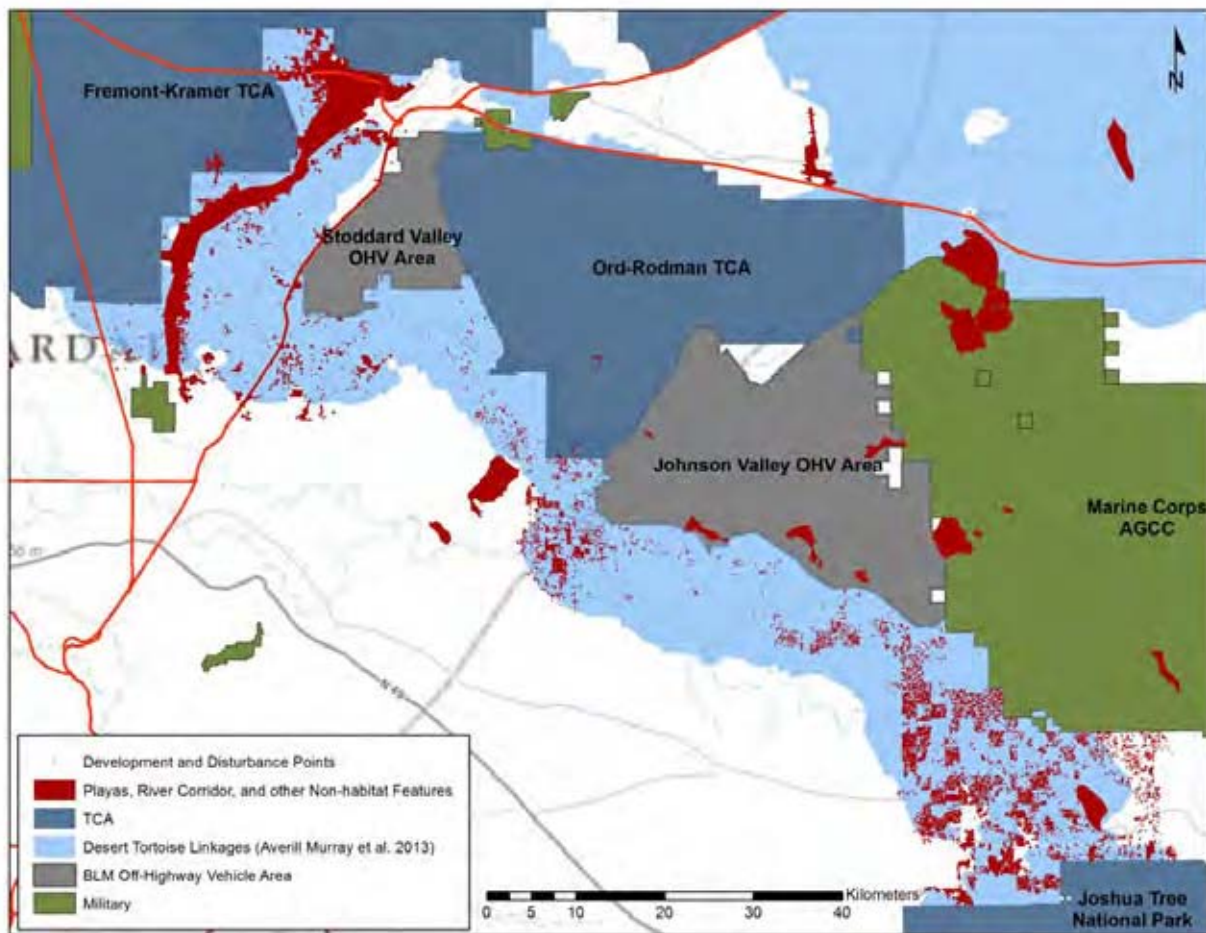 N
Fremont-Kramer TCA
Stoddard Valley
OHV Area
Ord-Rodman TCA
ARD
Johnson Valley OHV Area
Marine Corps
AGCC
Development and Disturbance Points
Playas, River Corridor, and other Non-habitat Features
TCA
Desert Tortoise Linkages (Averill Murray et al. 2013)
BLM Off-Highway Vehicle Area
Military
Kilometers
0 5 10 20 30 40
Joshua Tree
National Park